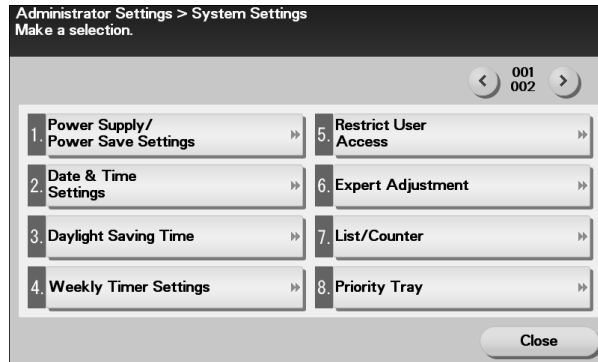 Administrator Settings > System Settings
Make a selection.
001
002
1. Power Supply/
Power Save Settings
2. Date & Time
Settings
3. Daylight Saving Time
4. Weekly Timer Settings
5. Restrict User
Access
6. Expert Adjustment
7. List/Counter
8. Priority Tray
Close